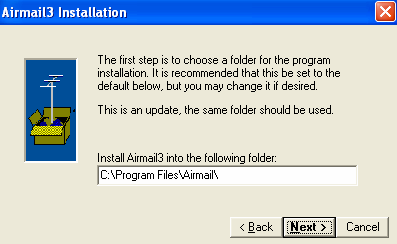 Airmail3 Installation
The first step is to choose a folder for the program
installation. It is recommended that this be set to the
default below, but you may change it if desired.
This is an update, the same folder should be used.
Install Airmail3 into the following folder:
C:\Program Files\Airmail\
< Back Next > Cancel